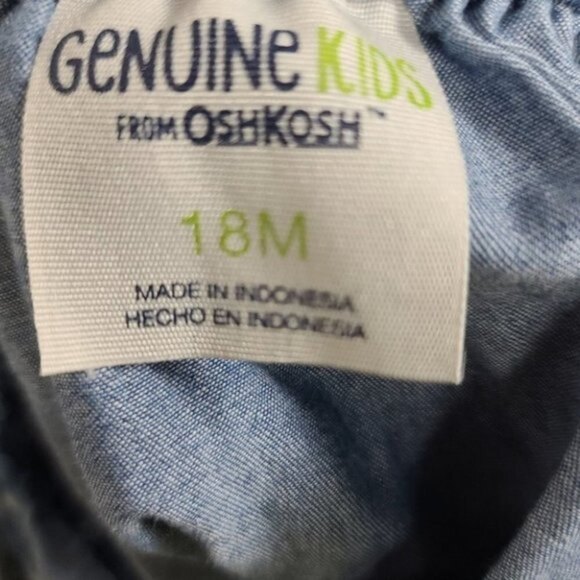 GeNUINe KIDS
FROM OSHKOSH™
18M
MADE IN INDONESIA
HECHO EN INDONESIA